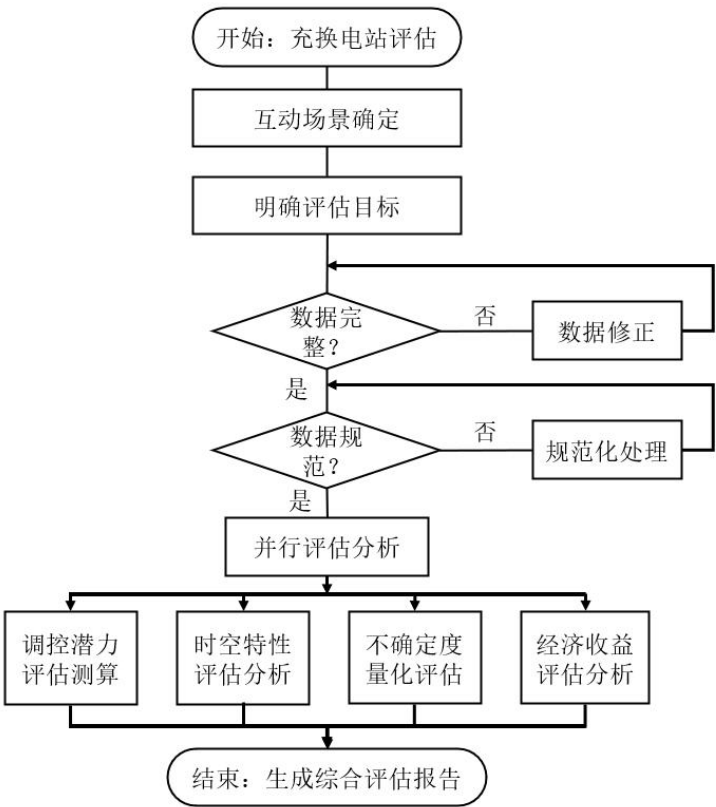 开始：充换电站评估
互动场景确定
明确评估目标
数据完
整？
否
数据修正
是
数据规
范？
否
规范化处理
是
并行评估分析
调控潜力
评估测算
时空特性
评估分析
不确定度
量化评估
经济收益
评估分析
结束：生成综合评估报告